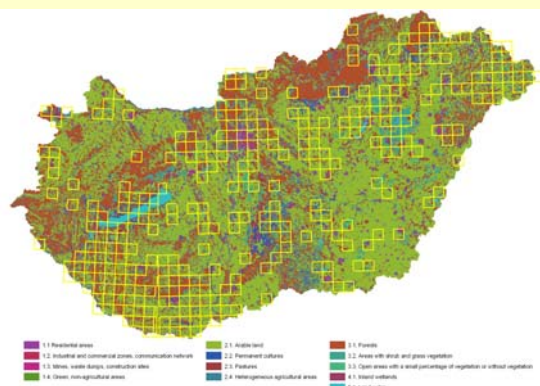 1.1 Residential areas
1.2. Industrial and commercial zones, communication network
1.3. Mines, waste dumps, construction sites
1.4. Green, non-agricultural areas
2.1. Arable land
2.2. Permanent cultures
2.3. Pastures
2.4. Heterogeneous agricultural areas
3.1. Forests
3.2. Areas with shrub and grass vegetation
3.3. Open areas with a small percentage of vegetation or without vegetation
4.1. Inland wetlands